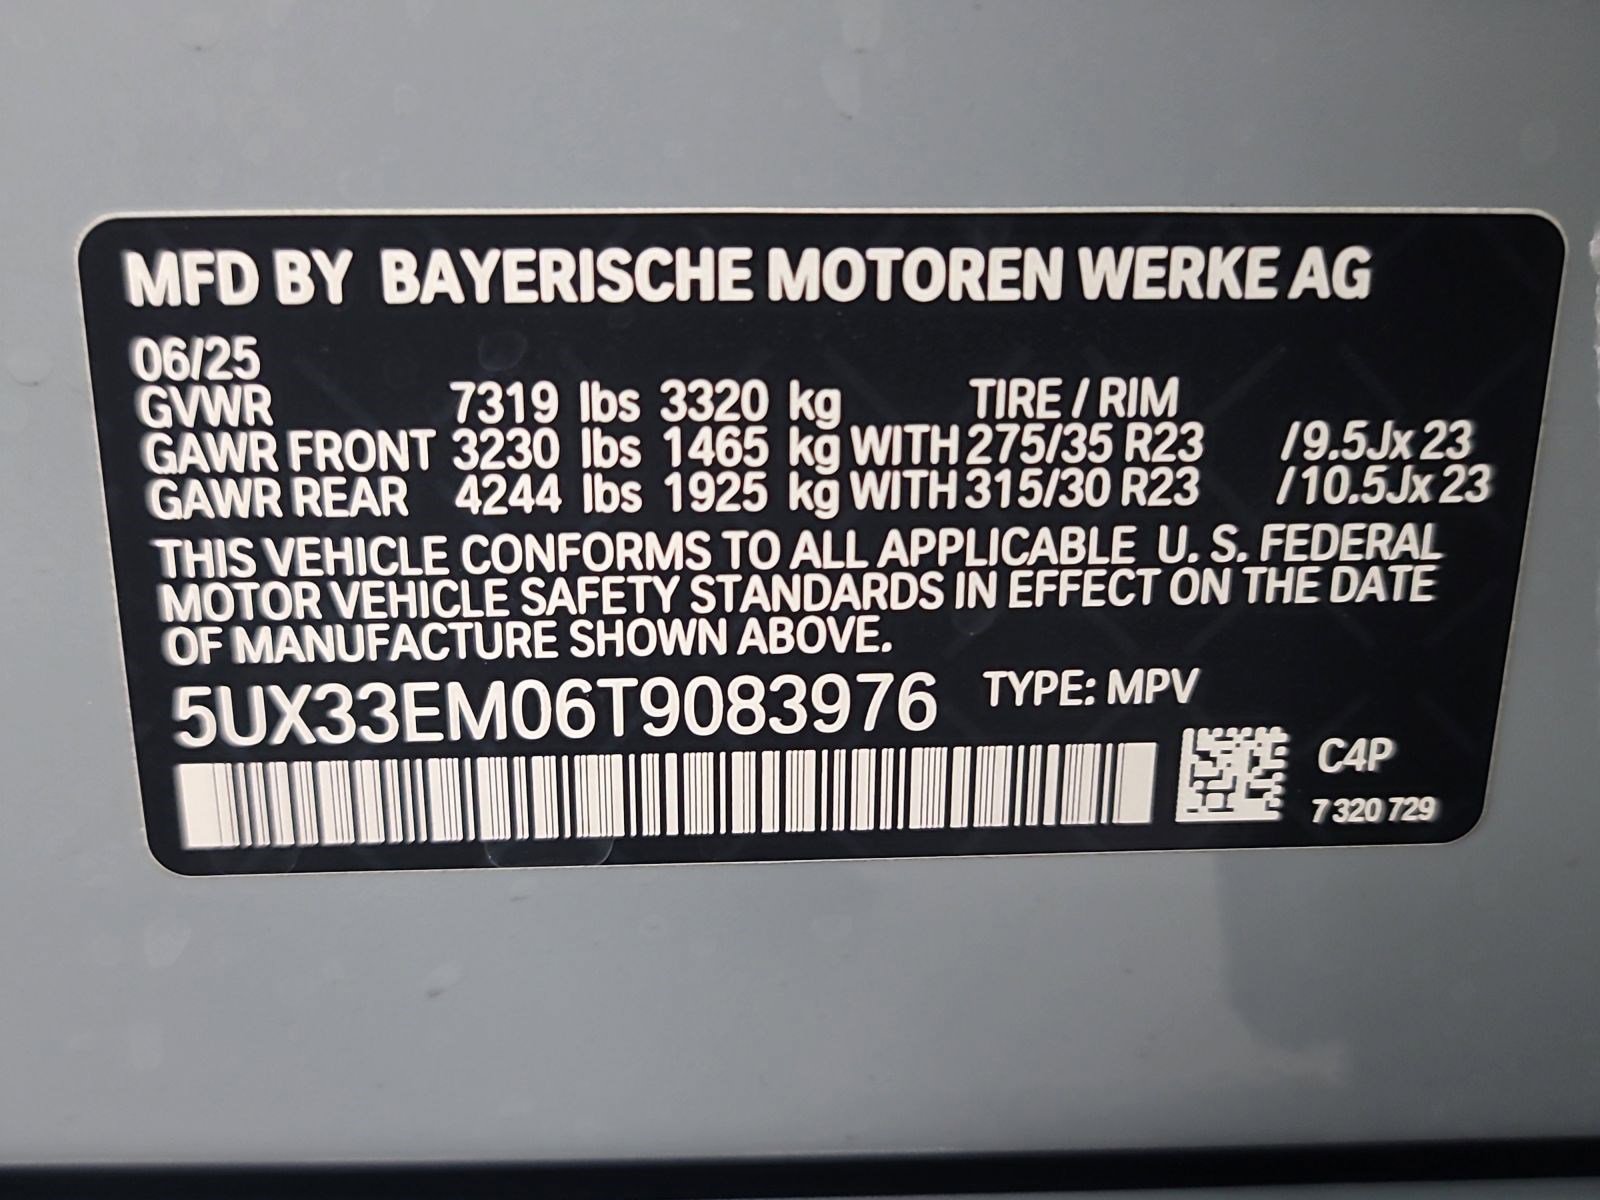 MFD BY BAYERISCHE MOTOREN WERKE AG
06/25
GVWR 7319 lbs 3320 kg TIRE / RIM
GAWR FRONT 3230 lbs 1465 kg WITH 275/35 R23 /9.5Jx23
GAWR REAR 4244 lbs 1925 kg WITH 315/30 R23 /10.5Jx23
THIS VEHICLE CONFORMS TO ALL APPLICABLE U. S. FEDERAL
MOTOR VEHICLE SAFETY STANDARDS IN EFFECT ON THE DATE
OF MANUFACTURE SHOWN ABOVE.
5UX33EM06T9083976 TYPE: MPV
C4P
7 320 729